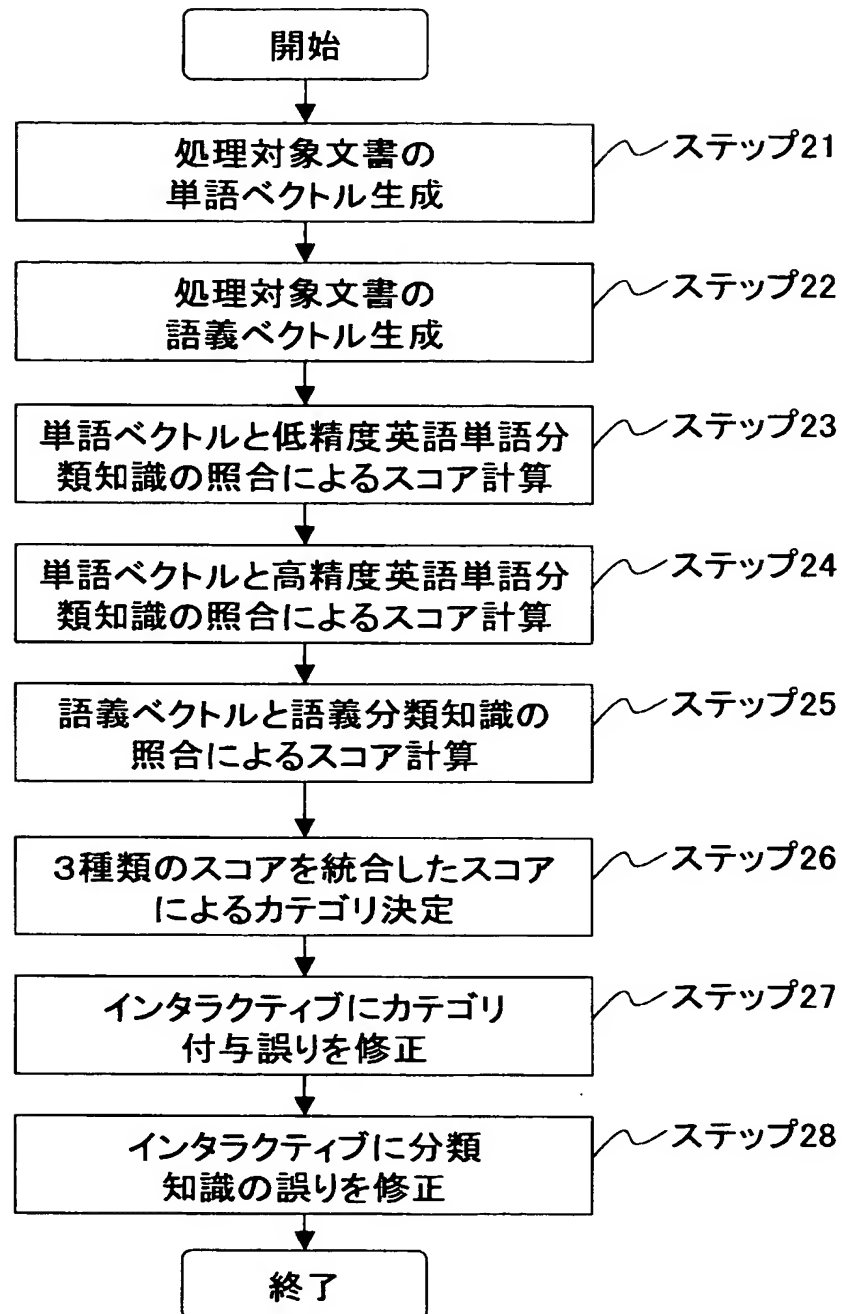 開始
処理対象文書の
単語ベクトル生成
ステップ21
処理対象文書の
語義ベクトル生成
ステップ22
単語ベクトルと低精度英語単語分
類知識の照合によるスコア計算
ステップ23
単語ベクトルと高精度英語単語分
類知識の照合によるスコア計算
ステップ24
語義ベクトルと語義分類知識の
照合によるスコア計算
ステップ25
3種類のスコアを統合したスコア
によるカテゴリ決定
ステップ26
インタラクティブにカテゴリ
付与誤りを修正
ステップ27
インタラクティブに分類
知識の誤りを修正
ステップ28
終了